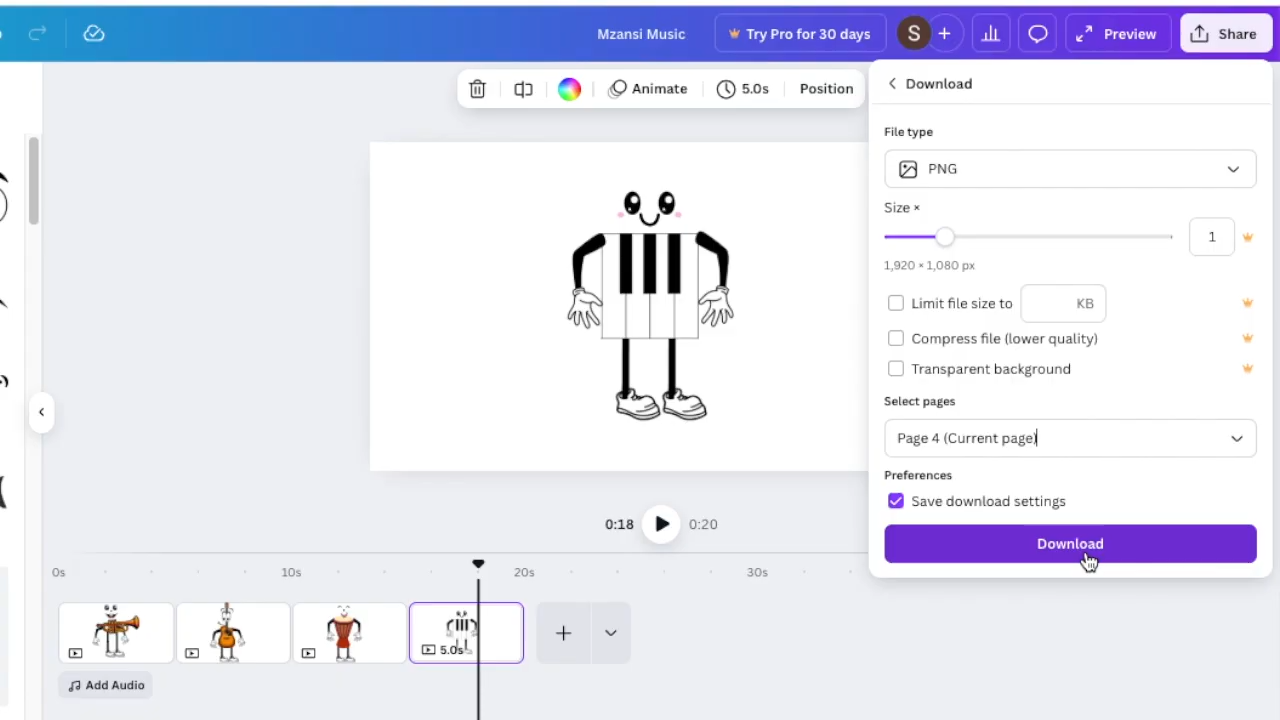 Mzansi Music
Try Pro for 30 days
S
Preview
Share
Animate
5.0s
Position
Download
File type
PNG
Size ×
1
1,920 × 1,080 px
Limit file size to
KB
Compress file (lower quality)
Transparent background
Select pages
Page 4 (Current page)
Preferences
Save download settings
Download
0:18
0:20
0s
10s
20s
30s
5.0s
Add Audio